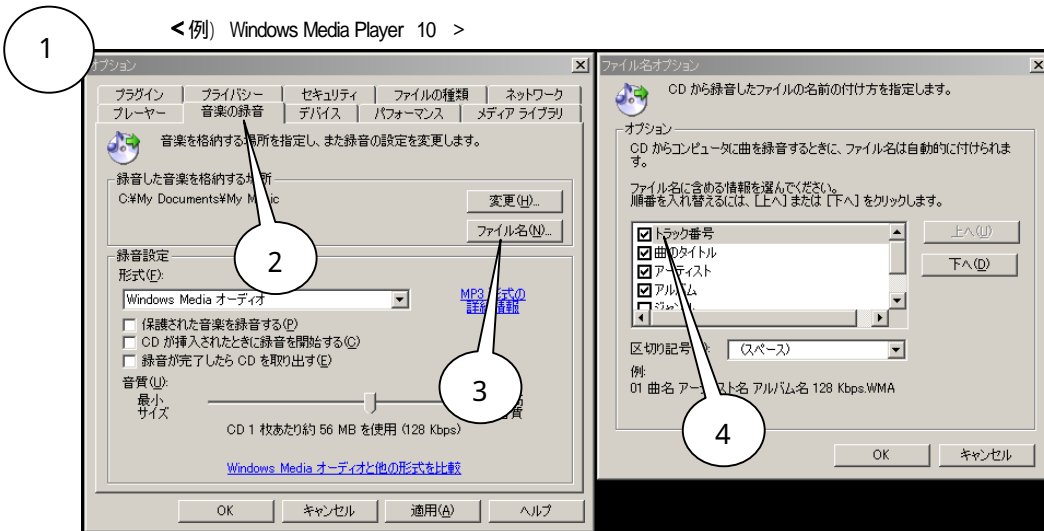 1
<例) Windows Media Player 10 >
オプション
プラグイン プライバシー セキュリティ ファイルの種類 ネットワーク
プレーヤー 音楽の録音 デバイス パフォーマンス メディア ライブラリ
音楽を格納する場所を指定し、また録音の設定を変更します。
録音した音楽を格納する場所
C:¥My Documents¥My Music
変更(H)...
ファイル名(N)...
2
録音設定
形式(F):
Windows Media オーディオ
MP3 形式の
詳細情報
保護された音楽を録音する(P)
CD が挿入されたときに録音を開始する(C)
録音が完了したら CD を取り出す(E)
3
音質(U):
最小
サイズ
音質
CD 1 枚あたり約 56 MB を使用 (128 Kbps)
Windows Media オーディオと他の形式を比較
OK キャンセル 適用(A) ヘルプ
ファイル名オプション
CD から録音したファイルの名前の付け方を指定します。
オプション
CD からコンピュータに曲を録音するときに、ファイル名は自動的に付けられま
す。
ファイル名に含める情報を選んでください。
順番を入れ替えるには、[上へ] または [下へ] をクリックします。
トラック番号
曲のタイトル
アーティスト
アルバム
ジャンル
上へ(U)
下へ(D)
区切り記号 (スペース)
例:
01 曲名 アーティスト名 アルバム名 128 Kbps.WMA
4
OK キャンセル